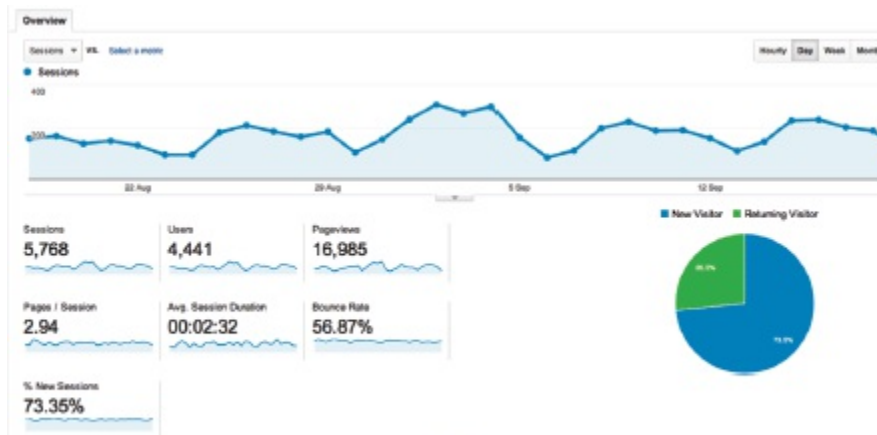 Overview
Sessions VS. Select a metric
Hourly Day Week
Sessions
400
200
22 Aug 29 Aug 5 Sep 12 Sep
New Visitor Returning Visitor
Sessions Users Pageviews
5,768 4,441 16,985
Pages / Session Avg. Session Duration Bounce Rate
2.94 00:02:32 56.87%
% New Sessions
73.35%